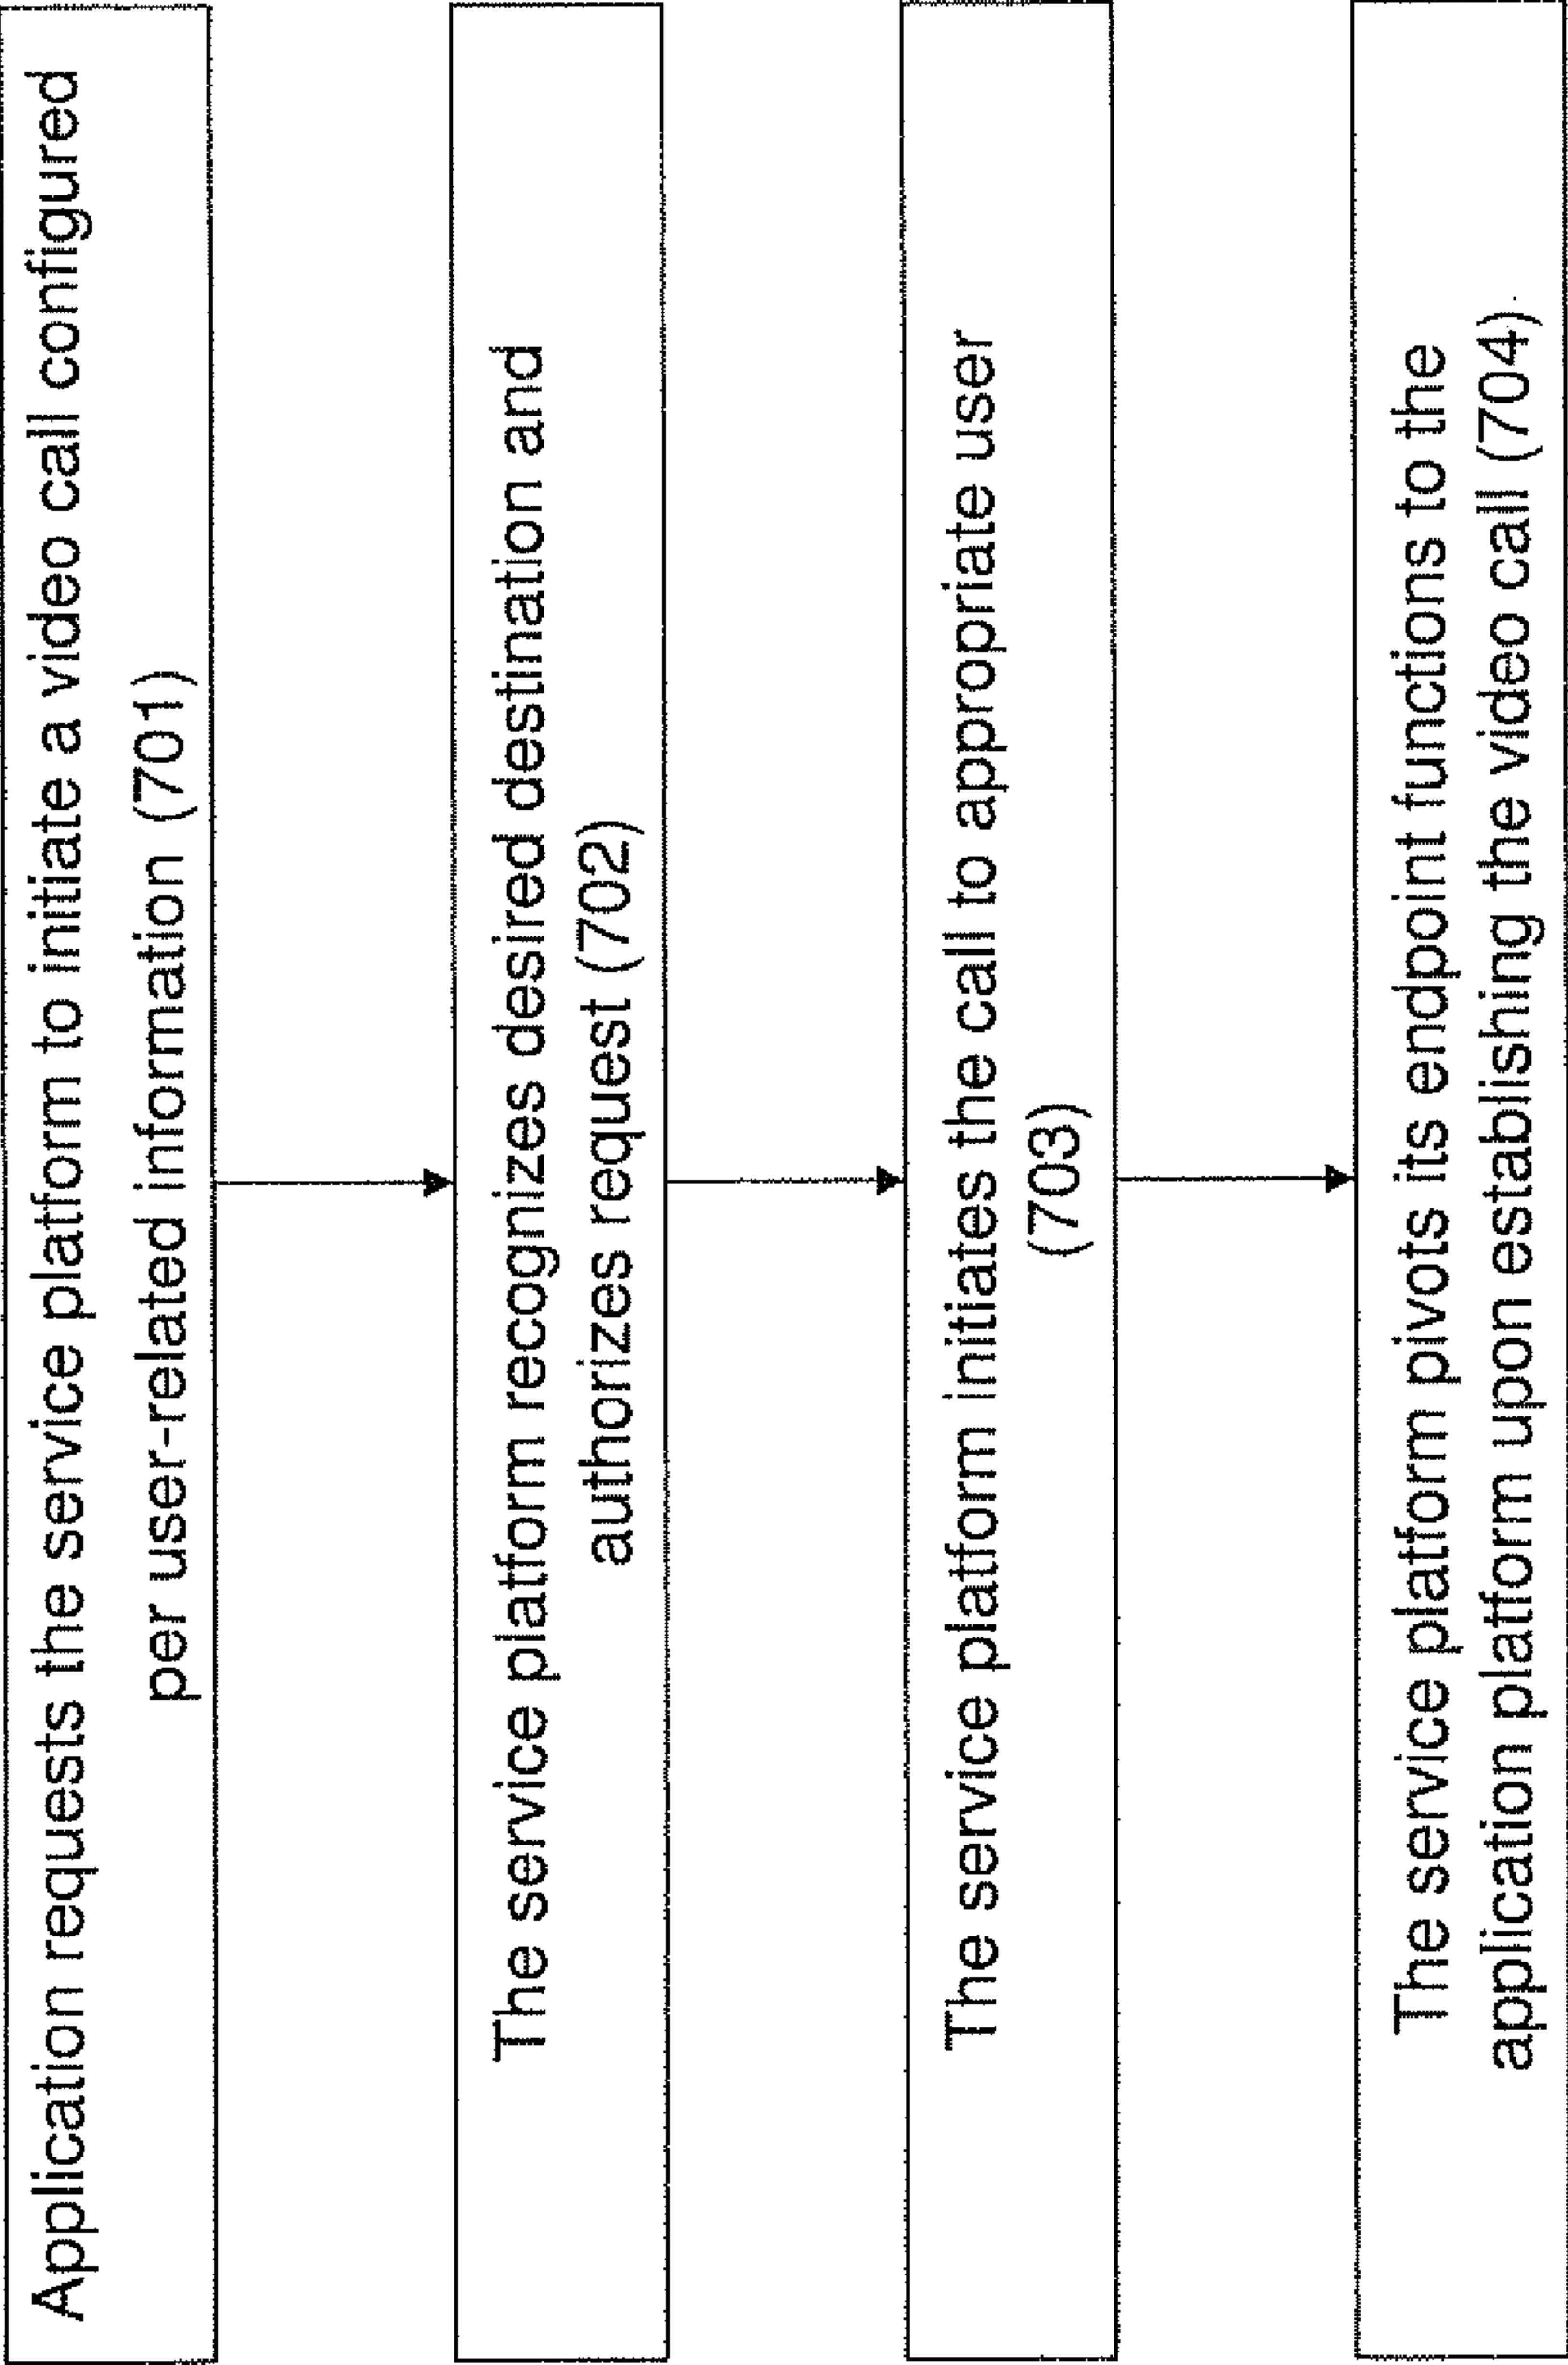 Application requests the service platform to initiate a video call configured
per user-related information (701)
The service platform recognizes desired destination and
authorizes request (702)
The service platform initiates the call to appropriate user
(703)
The service platform pivots its endpoint functions to the
application platform upon establishing the video call (704)